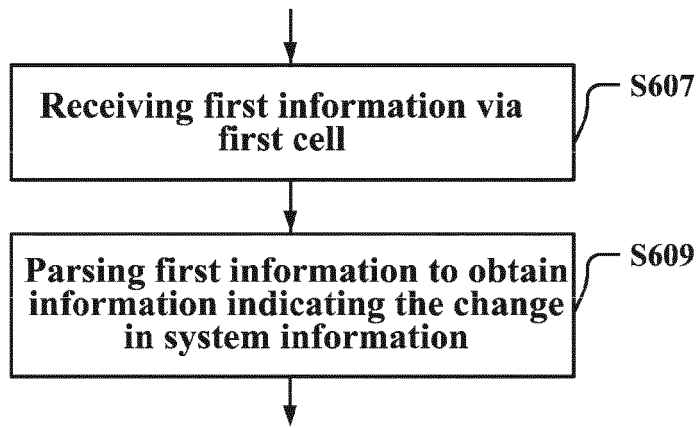 Receiving first information via
first cell
S607
Parsing first information to obtain
information indicating the change
in system information
S609